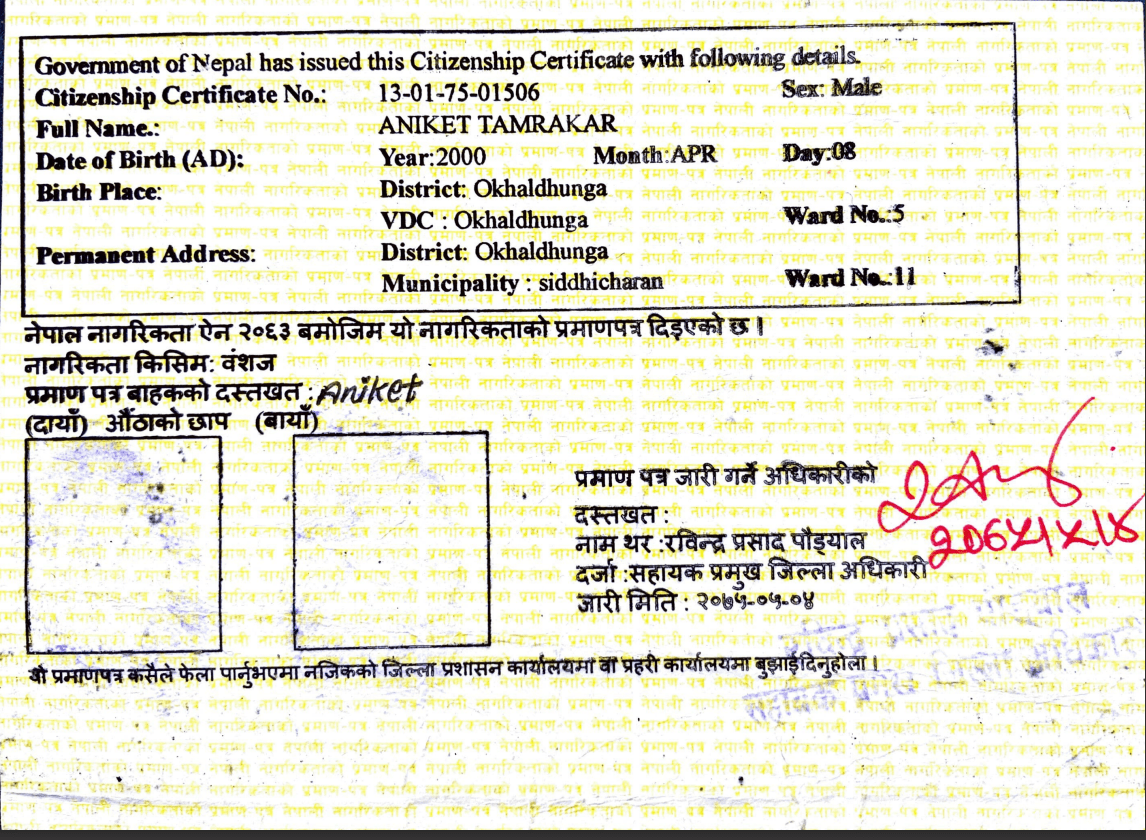 Government of Nepal has issued this Citizenship Certificate with following details.
Citizenship Certificate No.: 13-01-75-01506 Sex: Male
Full Name.: ANIKET TAMRAKAR
Date of Birth (AD): Year:2000 Month:APR Day:08
Birth Place: District: Okhaldhunga
VDC : Okhaldhunga Ward No.:5
Permanent Address: District: Okhaldhunga
Municipality : siddhicharan Ward No.:11
नेपाल नागरिकता ऐन २०६३ बमोजिम यो नागरिकताको प्रमाणपत्र दिइएको छ।
नागरिकता किसिम: वंशज
प्रमाण पत्र बाहकको दस्तखत : Aniket
(दायाँ) औंठाको छाप (बायाँ)
प्रमाण पत्र जारी गर्ने अधिकारीको
दस्तखत :
नाम थर :रविन्द्र प्रसाद पौड्याल
दर्जा :सहायक प्रमुख जिल्ला अधिकारी
जारी मिति : २०७५-०५-०४
यो प्रमाणपत्र कसैले फेला पार्नुभएमा नजिकको जिल्ला प्रशासन कार्यालयमा वा प्रहरी कार्यालयमा बुझाईदिनुहोला।